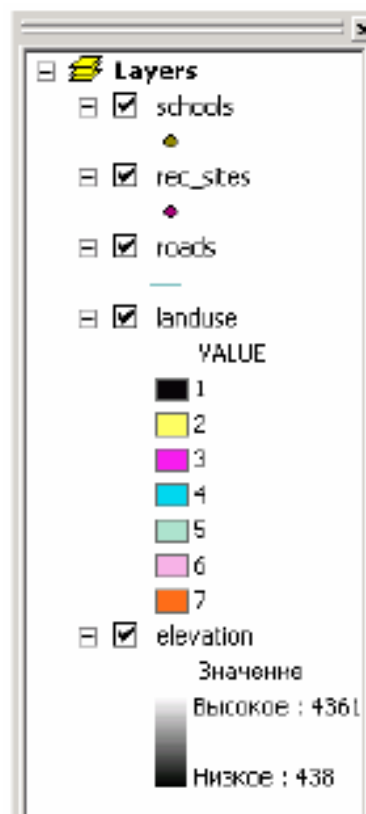 Layers
schools
rec_sites
roads
landuse
VALUE
1
2
3
4
5
6
7
elevation
Значение
Высокое : 4361
Низкое : 438